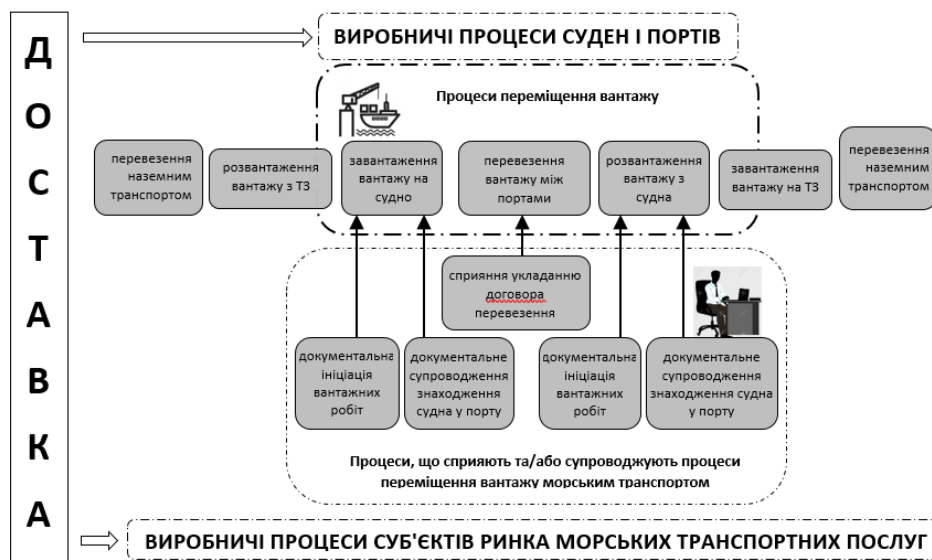 ДОСТАВКА
ВИРОБНИЧІ ПРОЦЕСИ СУДЕН І ПОРТІВ
Процеси переміщення вантажу
перевезення
наземним
транспортом
розвантаження
вантажу з ТЗ
завантаження
вантажу на
судно
перевезення
вантажу між
портами
розвантаження
вантажу з
судна
завантаження
вантажу на ТЗ
перевезення
наземним
транспортом
сприяння укладанню
договора
перевезення
документальна
ініціація
вантажних
робіт
документальне
супроводження
знаходження
судна у порту
документальна
ініціація
вантажних
робіт
документальне
супроводження
знаходження судна
у порту
Процеси, що сприяють та/або супроводжують процеси
переміщення вантажу морським транспортом
ВИРОБНИЧІ ПРОЦЕСИ СУБ'ЄКТІВ РИНКА МОРСЬКИХ ТРАНСПОРТНИХ ПОСЛУГ